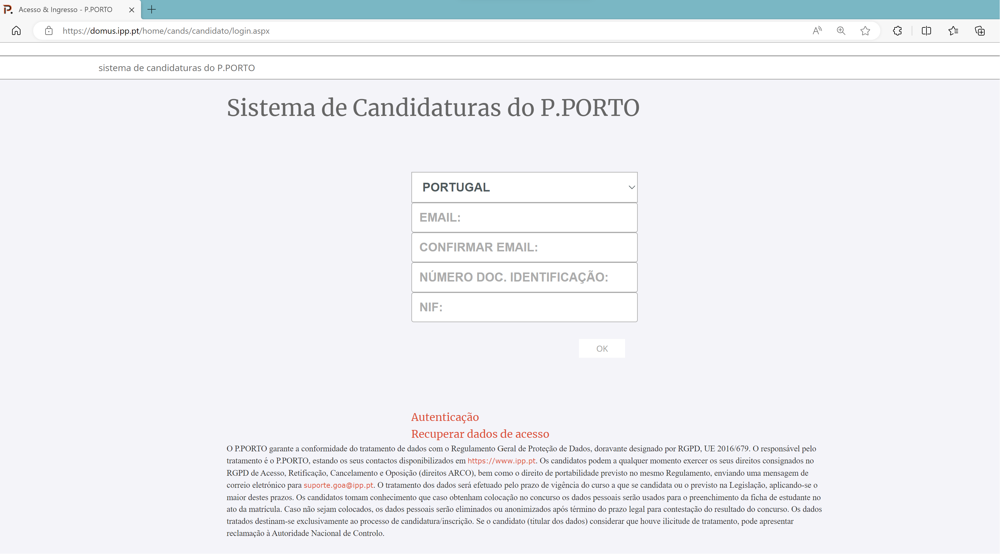 P. Acesso & Ingresso - P.PORTO
https://domus.ipp.pt/home/cands/candidato/login.aspx
sistema de candidaturas do P.PORTO
Sistema de Candidaturas do P.PORTO
PORTUGAL
EMAIL:
CONFIRMAR EMAIL:
NÚMERO DOC. IDENTIFICAÇÃO:
NIF:
OK
Autenticação
Recuperar dados de acesso
O P.PORTO garante a conformidade do tratamento de dados com o Regulamento Geral de Proteção de Dados, doravante designado por RGPD, UE 2016/679. O responsável pelo
tratamento é o P.PORTO, estando os seus contactos disponibilizados em https://www.ipp.pt. Os candidatos podem a qualquer momento exercer os seus direitos consignados no
RGPD de Acesso, Retificação, Cancelamento e Oposição (direitos ARCO), bem como o direito de portabilidade previsto no mesmo Regulamento, enviando uma mensagem de
correio eletrónico para suporte.goa@ipp.pt. O tratamento dos dados será efetuado pelo prazo de vigência do curso a que se candidata ou o previsto na Legislação, aplicando-se o
maior destes prazos. Os candidatos tomam conhecimento que caso obtenham colocação no concurso os dados pessoais serão usados para o preenchimento da ficha de estudante no
ato da matrícula. Caso não sejam colocados, os dados pessoais serão eliminados ou anonimizados após término do prazo legal para contestação do resultado do concurso. Os dados
tratados destinam-se exclusivamente ao processo de candidatura/inscrição. Se o candidato (titular dos dados) considerar que houve ilicitude de tratamento, pode apresentar
reclamação à Autoridade Nacional de Controlo.